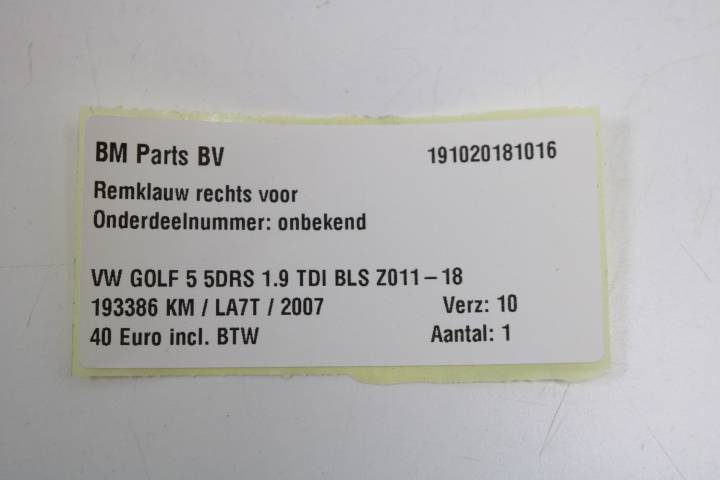 BM Parts BV 191020181016
Remklauw rechts voor
Onderdeelnummer: onbekend
VW GOLF 5 5DRS 1.9 TDI BLS Z011-18
193386 KM / LA7T / 2007 Verz: 10
40 Euro incl. BTW Aantal: 1